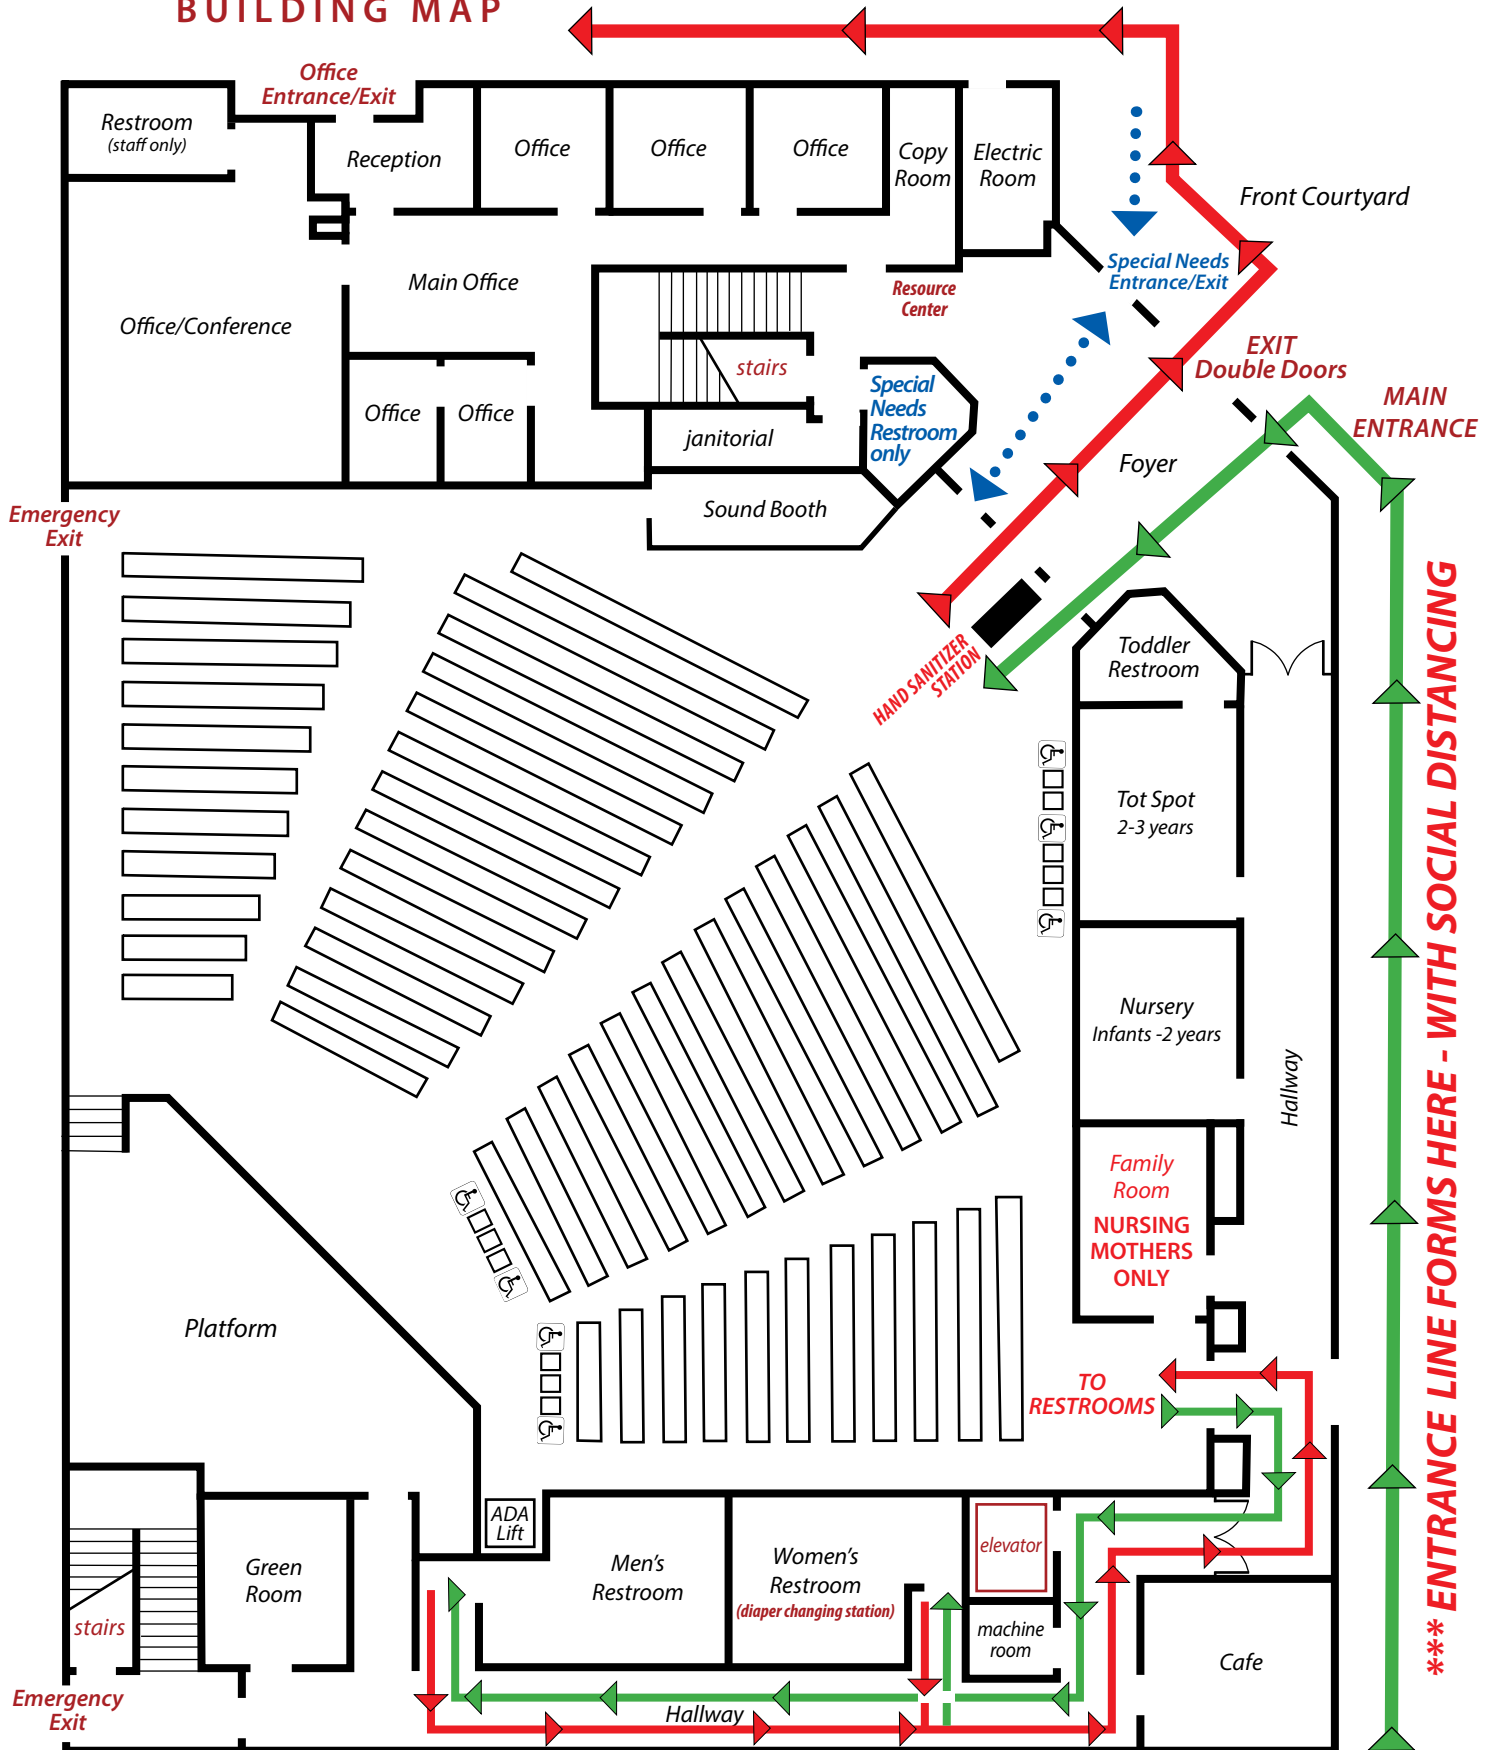 BUILDING MAP
Office
Entrance/Exit
Restroom
(staff only)
Reception
Office
Office
Office
Copy
Room
Electric
Room
Front Courtyard
Special Needs
Entrance/Exit
Main Office
Resource
Center
Office/Conference
stairs
EXIT
Double Doors
MAIN
ENTRANCE
Special
Needs
Restroom
only
Office
Office
janitorial
Foyer
Sound Booth
Emergency
Exit
HAND SANITIZER
STATION
Toddler
Restroom
Tot Spot
2-3 years
Nursery
Infants -2 years
Hallway
*** ENTRANCE LINE FORMS HERE - WITH SOCIAL DISTANCING
Family
Room
NURSING
MOTHERS
ONLY
Platform
TO
RESTROOMS
ADA
Lift
Men's
Restroom
Women's
Restroom
(diaper changing station)
elevator
machine
room
Green
Room
stairs
Cafe
Emergency
Exit
Hallway